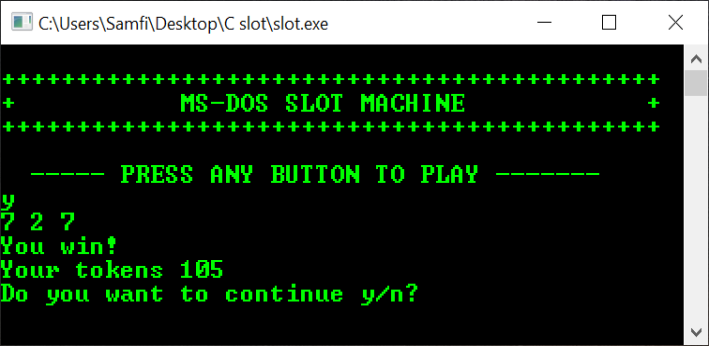 C:\Users\Samfi\Desktop\C slot\slot.exe
++++++++++++++++++++++++++++++++++++++++++++
+           MS-DOS SLOT MACHINE            +
++++++++++++++++++++++++++++++++++++++++++++
----- PRESS ANY BUTTON TO PLAY -------
y
7 2 7
You win!
Your tokens 105
Do you want to continue y/n?